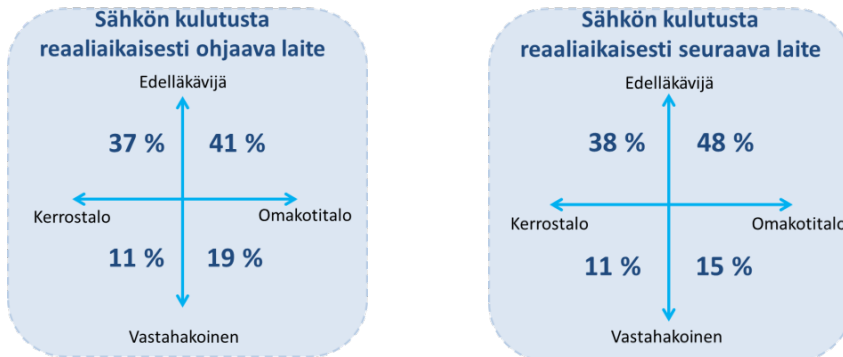 Sähkön kulutusta
reaaliaikaisesti ohjaava laite
Edelläkävijä
37 % 41 %
Kerrostalo Omakotitalo
11 % 19 %
Vastahakoinen
Sähkön kulutusta
reaaliaikaisesti seuraava laite
Edelläkävijä
38 % 48 %
Kerrostalo Omakotitalo
11 % 15 %
Vastahakoinen